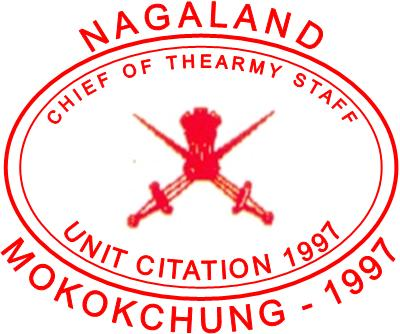 NAGALAND
CHIEF OF THEARMY STAFF
UNIT CITATION 1997
MOKOKCHUNG - 1997